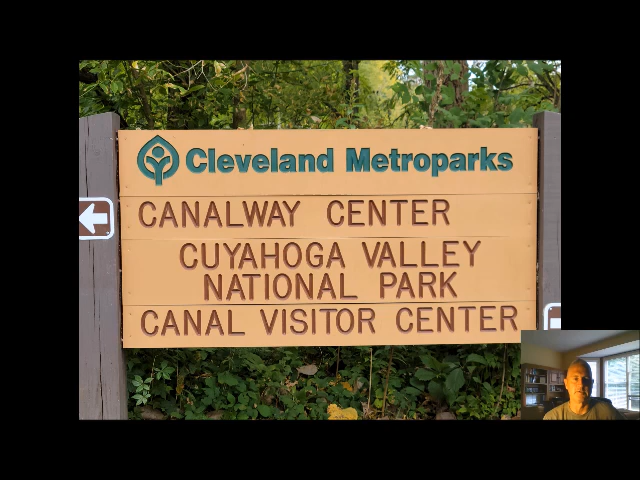 Cleveland Metroparks
CANALWAY CENTER
CUYAHOGA VALLEY
NATIONAL PARK
CANAL VISITOR CENTER